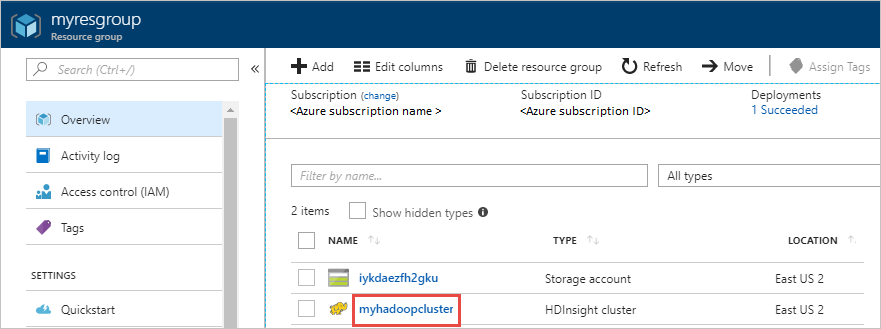 myresgroup
Resource group
Search (Ctrl+/)
Overview
Activity log
Access control (IAM)
Tags
SETTINGS
Quickstart
Add Edit columns Delete resource group Refresh Move Assign Tags
Subscription (change) Subscription ID Deployments
<Azure subscription name > <Azure subscription ID> 1 Succeeded
Filter by name... All types
2 items Show hidden types
NAME TYPE LOCATION
iykdaezfh2gku Storage account East US 2
myhadoopcluster HDInsight cluster East US 2